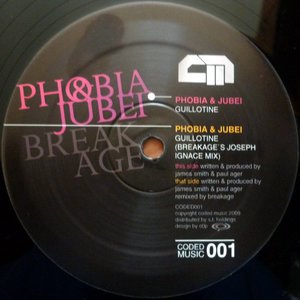 PHOBIA
&
JUBEI.
BREAK
AGE
PHOBIA & JUBEI
GUILLOTINE
PHOBIA & JUBEI
GUILLOTINE
(BREAKAGE'S JOSEPH
IGNACE MIX)
this side written & produced by
james smith & paul ager
that side written & produced by
james smith & paul ager
remixed by breakage
CODED001
copyright coded music 2009
distributed by s.t. holdings
design by
CODED
MUSIC
001